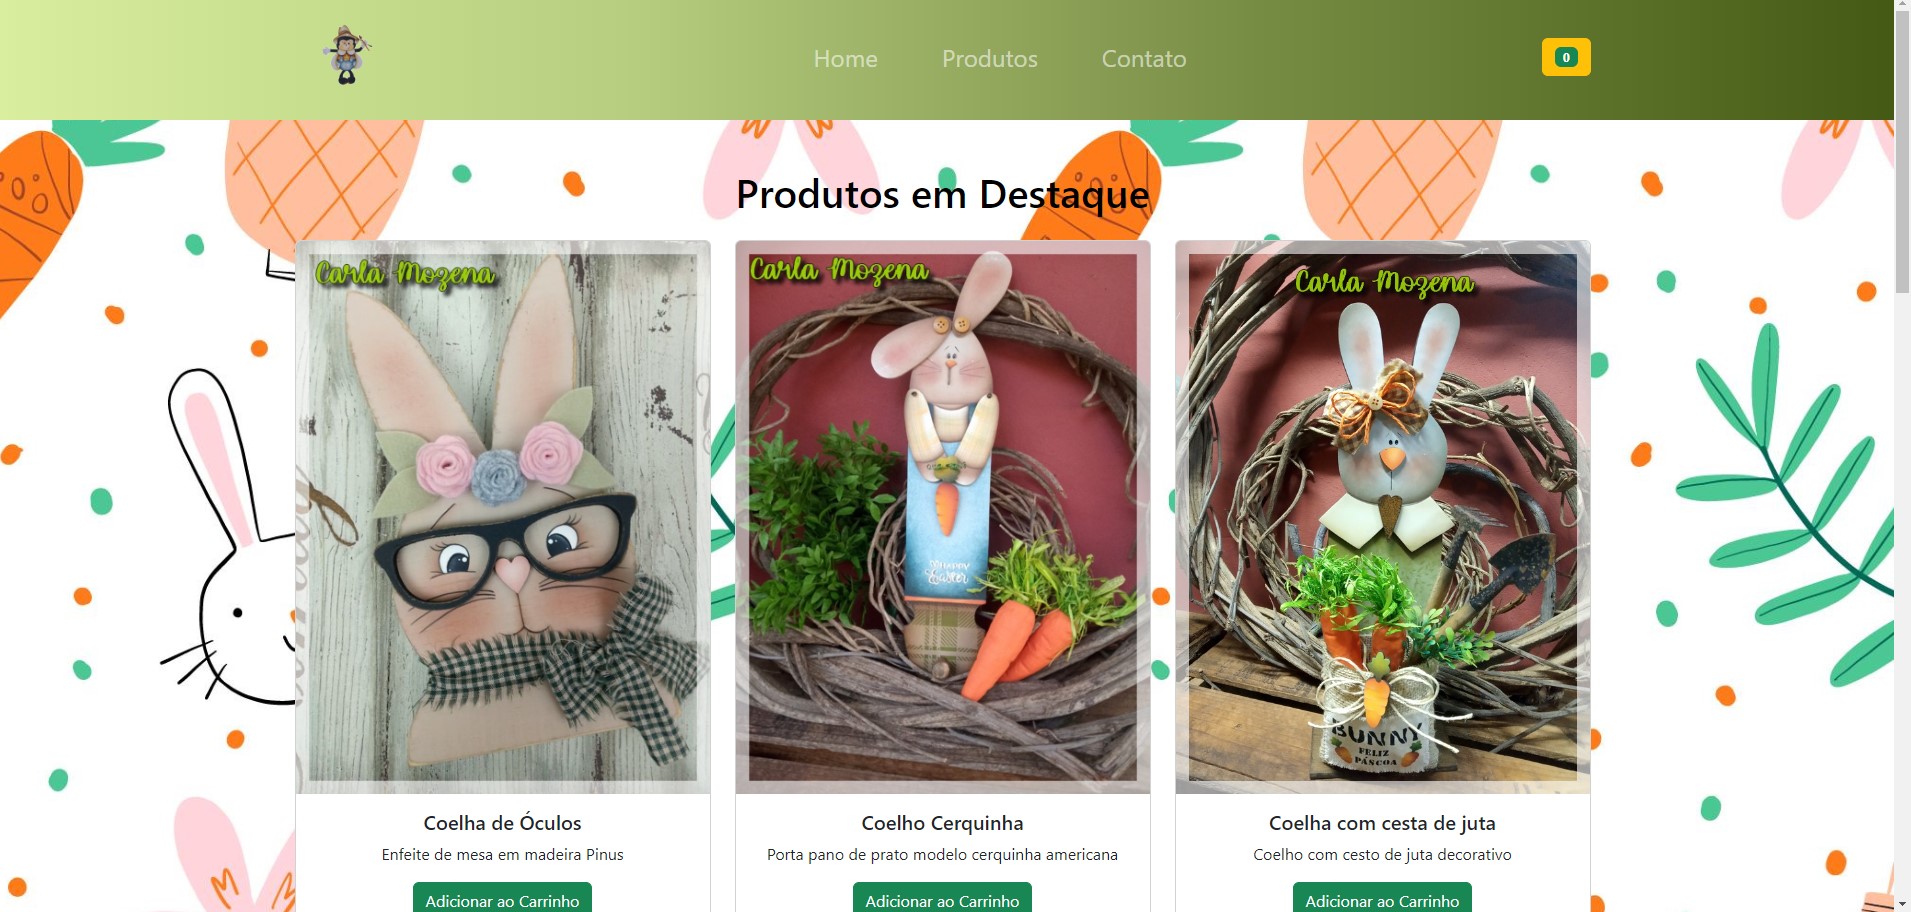 Home Produtos Contato 0
Produtos em Destaque
Carla Mozena
Carla Mozena
Carla Mozena
Happy
Easter
BUNNY
FELIZ
PÁSCOA
Coelha de Óculos
Enfeite de mesa em madeira Pinus
Adicionar ao Carrinho
Coelho Cerquinha
Porta pano de prato modelo cerquinha americana
Adicionar ao Carrinho
Coelha com cesta de juta
Coelho com cesto de juta decorativo
Adicionar ao Carrinho